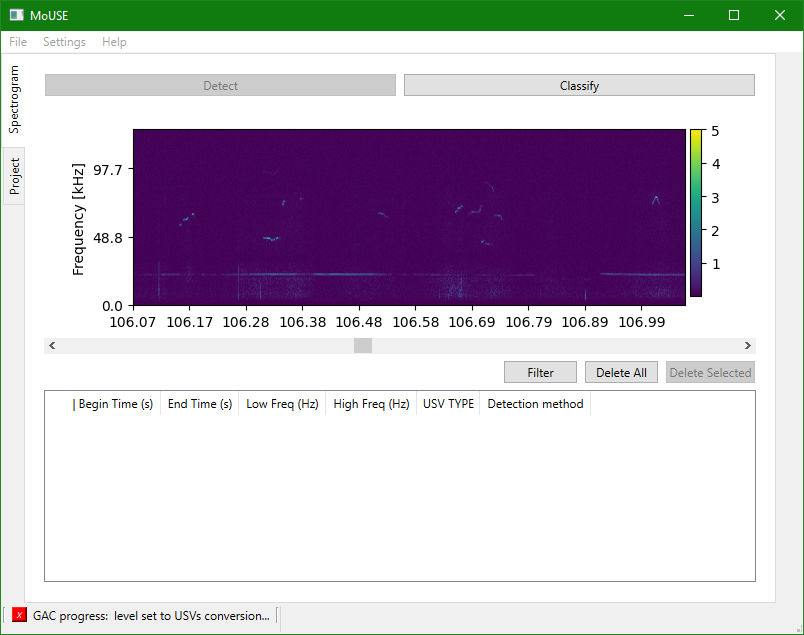 MoUSE
File Settings Help
Spectrogram
Project
Detect Classify
Frequency [kHz]
97.7
48.8
0.0
106.07 106.17 106.28 106.38 106.48 106.58 106.69 106.79 106.89 106.99
5
4
3
2
1
Filter Delete All Delete Selected
Begin Time (s) End Time (s) Low Freq (Hz) High Freq (Hz) USV TYPE Detection method
x GAC progress: level set to USVs conversion...